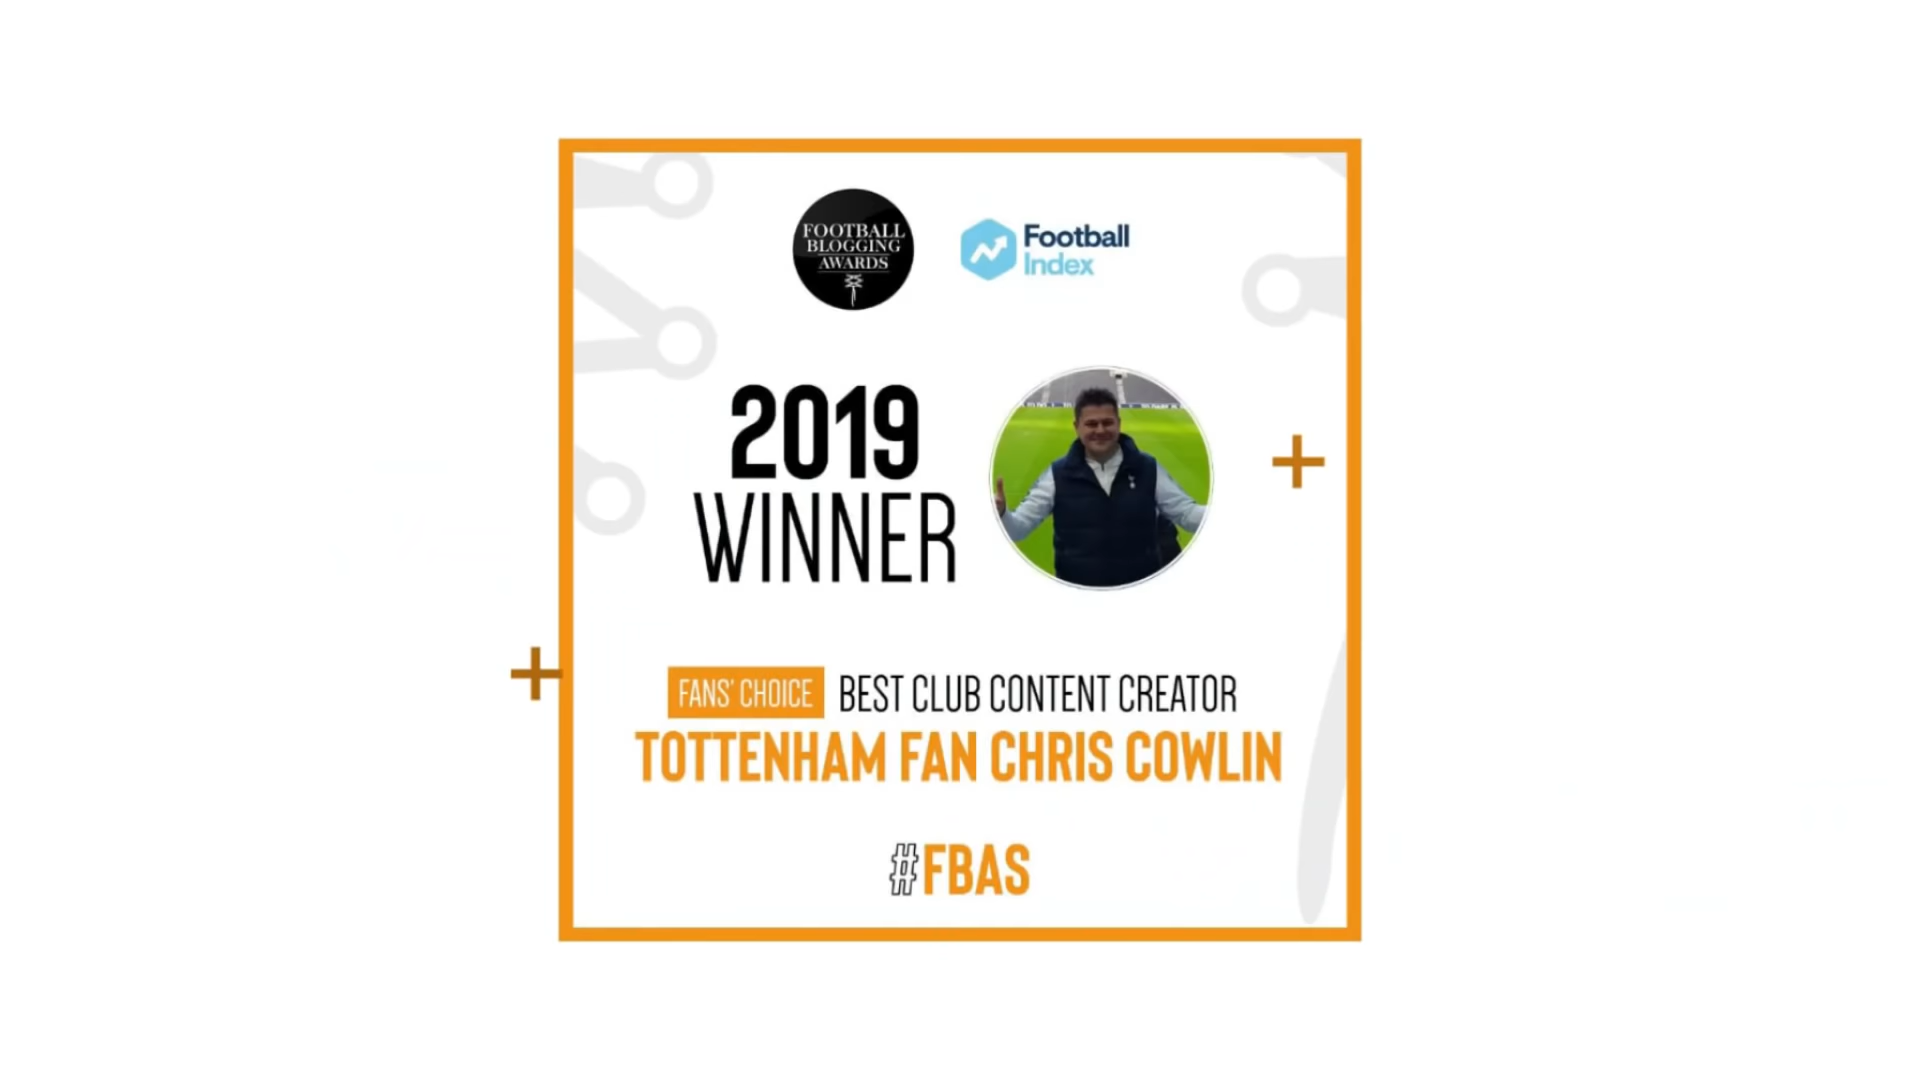 FOOTBALL
BLOGGING
AWARDS
Football
Index
2019
WINNER
FANS' CHOICE BEST CLUB CONTENT CREATOR
TOTTENHAM FAN CHRIS COWLIN
#FBAS